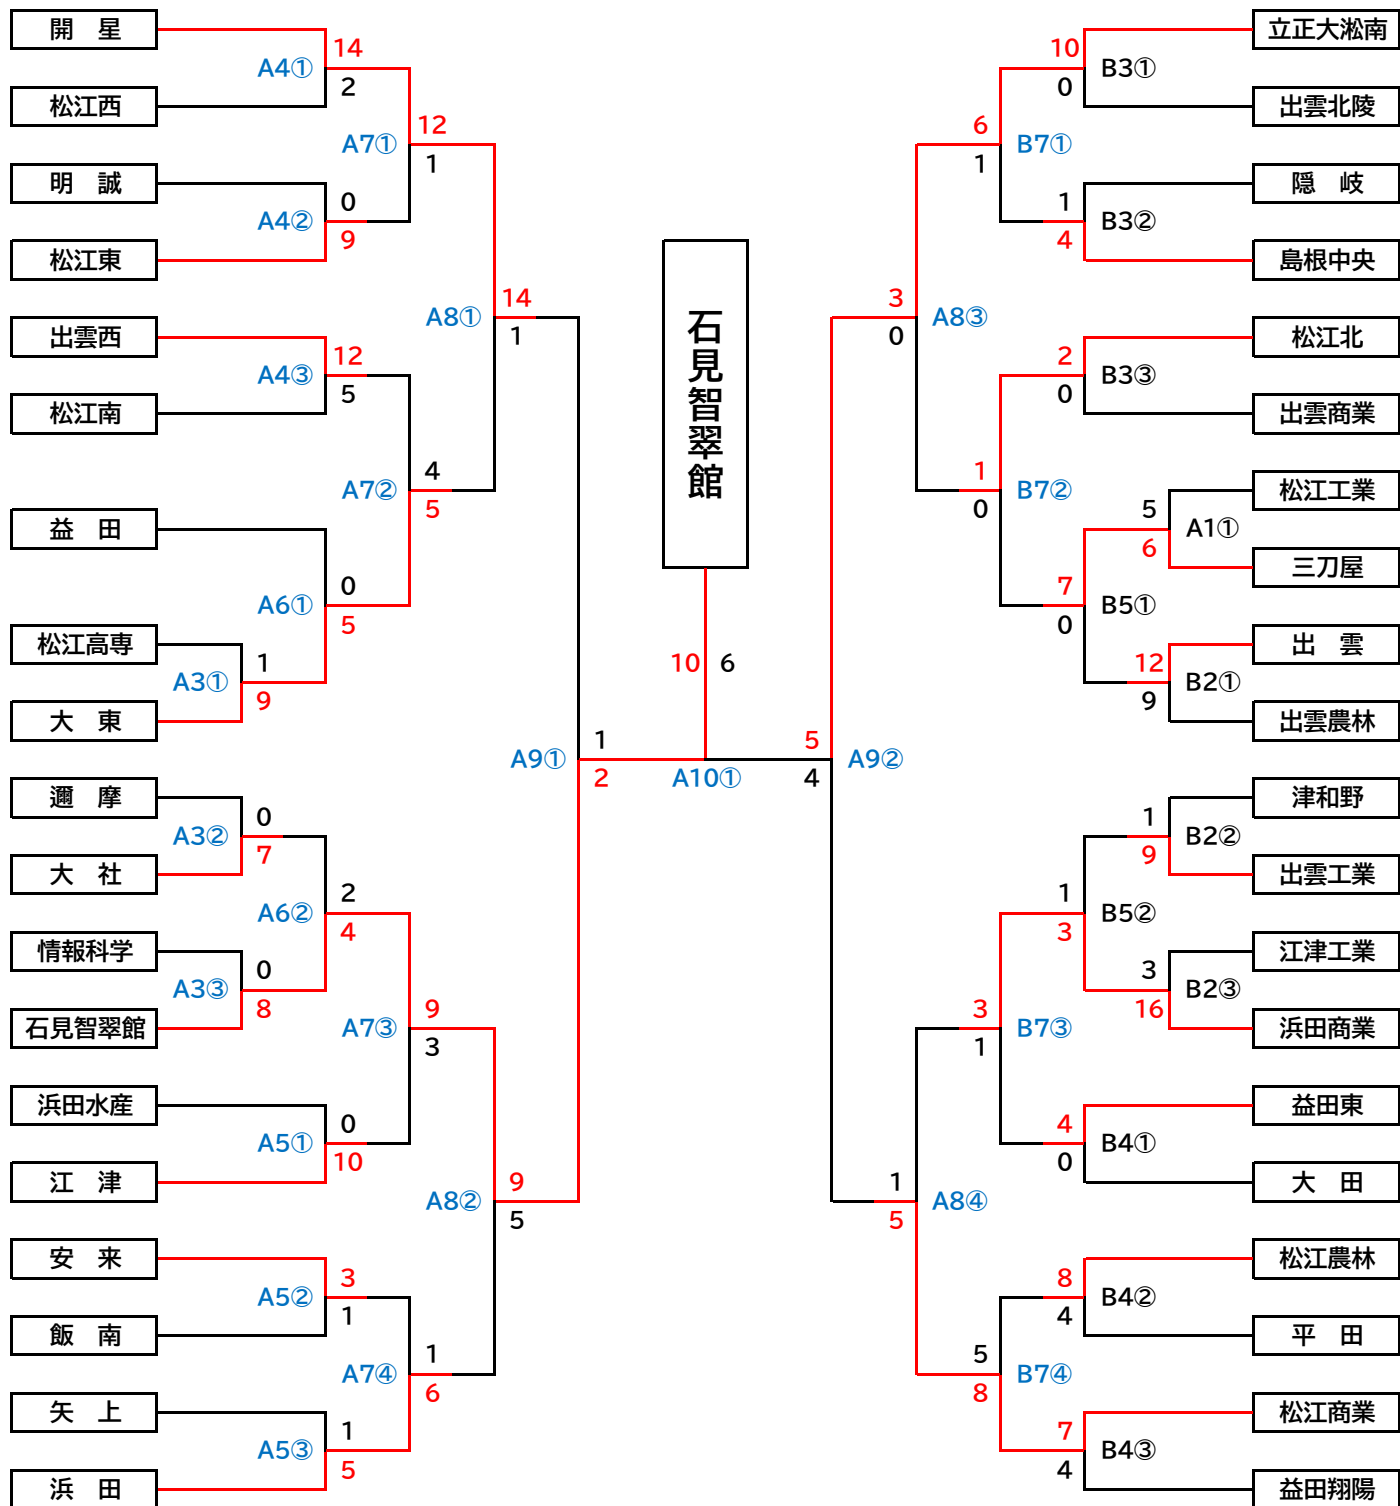 開　星
14
A4①
2
松江西
12
A7①
1
明　誠
0
A4②
9
松江東
14
A8①
1
出雲西
12
A4③
5
松江南
4
A7②
5
益　田
0
A6①
5
松江高専
1
A3①
9
大　東
1
A9①
2
邇　摩
0
A3②
7
大　社
2
A6②
4
情報科学
0
A3③
8
石見智翠館
9
A7③
3
浜田水産
0
A5①
10
江　津
9
A8②
5
安　来
3
A5②
1
飯　南
1
A7④
6
矢　上
1
A5③
5
浜　田
石見智翠館
10 6
A10①
立正大淞南
10
B3①
0
出雲北陵
6
B7①
1
隠　岐
1
B3②
4
島根中央
3
A8③
0
松江北
2
B3③
0
出雲商業
1
B7②
0
松江工業
5
A1①
6
三刀屋
7
B5①
0
出　雲
12
B2①
9
出雲農林
5
A9②
4
津和野
1
B2②
9
出雲工業
1
B5②
3
江津工業
3
B2③
16
浜田商業
3
B7③
1
益田東
4
B4①
0
大　田
1
A8④
5
松江農林
8
B4②
4
平　田
5
B7④
8
松江商業
7
B4③
4
益田翔陽